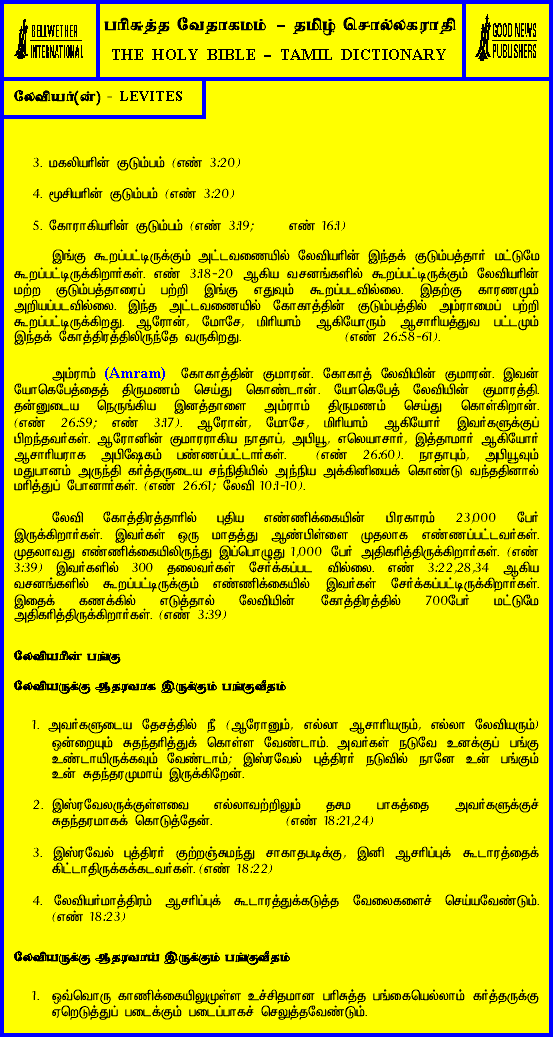 BELLWETHER
INTERNATIONAL
பரிசுத்த வேதாகமம் – தமிழ் சொல்லகராதி
THE HOLY BIBLE – TAMIL DICTIONARY
GOOD NEWS
PUBLISHERS
லேவியர்(ன்) - LEVITES
3. மகலியரின் குடும்பம் (எண் 3:20)
4. மூசியரின் குடும்பம் (எண் 3:20)
5. கோராகியரின் குடும்பம் (எண் 3:19; எண் 16:1)
இங்கு கூறப்பட்டிருக்கும் அட்டவணையில் லேவியரின் இந்தக் குடும்பத்தார் மட்டுமே
கூறப்பட்டிருக்கிறார்கள். எண் 3:18-20 ஆகிய வசனங்களில் கூறப்பட்டிருக்கும் லேவியரின்
மற்ற குடும்பத்தாரைப் பற்றி இங்கு எதுவும் கூறப்படவில்லை. இதற்கு காரணமும்
அறியப்படவில்லை. இந்த அட்டவணையில் கோகாத்தின் குடும்பத்தில் அம்ராமைப் பற்றி
கூறப்பட்டிருக்கிறது. ஆரோன், மோசே, மிரியாம் ஆகியோரும் ஆசாரியத்துவ பட்டமும்
இந்தக் கோத்திரத்திலிருந்தே வருகிறது. (எண் 26:58-61).
அம்ராம் (Amram) கோகாத்தின் குமாரன். கோகாத் லேவியின் குமாரன். இவன்
யோகெபேத்தைத் திருமணம் செய்து கொண்டான். யோகெபேத் லேவியின் குமாரத்தி.
தன்னுடைய நெருங்கிய இனத்தாளை அம்ராம் திருமணம் செய்து கொள்கிறான்.
(எண் 26:59; எண் 3:17). ஆரோன், மோசே, மிரியாம் ஆகியோர் இவர்களுக்குப்
பிறந்தவர்கள். ஆரோனின் குமாரராகிய நாதாப், அபியூ, எலெயாசார், இத்தாமார் ஆகியோர்
ஆசாரியராக அபிஷேகம் பண்ணப்பட்டார்கள். (எண் 26:60). நாதாபும், அபியூவும்
மதுபானம் அருந்தி கர்த்தருடைய சந்நிதியில் அந்நிய அக்கினியைக் கொண்டு வந்ததினால்
மரித்துப் போனார்கள். (எண் 26:61; லேவி 10:1-10).
லேவி கோத்திரத்தாரில் புதிய எண்ணிக்கையின் பிரகாரம் 23,000 பேர்
இருக்கிறார்கள். இவர்கள் ஒரு மாதத்து ஆண்பிள்ளை முதலாக எண்ணப்பட்டவர்கள்.
முதலாவது எண்ணிக்கையிலிருந்து இப்பொழுது 1,000 பேர் அதிகரித்திருக்கிறார்கள். (எண்
3:39) இவர்களில் 300 தலைவர்கள் சேர்க்கப்பட வில்லை. எண் 3:22,28,34 ஆகிய
வசனங்களில் கூறப்பட்டிருக்கும் எண்ணிக்கையில் இவர்கள் சேர்க்கப்பட்டிருக்கிறார்கள்.
இதைக் கணக்கில் எடுத்தால் லேவியின் கோத்திரத்தில் 700பேர் மட்டுமே
அதிகரித்திருக்கிறார்கள். (எண் 3:39)
லேவியரின் பங்கு
லேவியருக்கு ஆதரவாக இருக்கும் பங்குவீதம்
1. அவர்களுடைய தேசத்தில் நீ (ஆரோனும், எல்லா ஆசாரியரும், எல்லா லேவியரும்)
ஒன்றையும் சுதந்தரித்துக் கொள்ள வேண்டாம். அவர்கள் நடுவே உனக்குப் பங்கு
உண்டாயிருக்கவும் வேண்டாம்; இஸ்ரவேல் புத்திரர் நடுவில் நானே உன் பங்கும்
உன் சுதந்தரமுமாய் இருக்கிறேன்.
2. இஸ்ரவேலருக்குள்ளவை எல்லாவற்றிலும் தசம பாகத்தை அவர்களுக்குச்
சுதந்தரமாகக் கொடுத்தேன். (எண் 18:21,24)
3. இஸ்ரவேல் புத்திரர் குற்றஞ்சுமந்து சாகாதபடிக்கு, இனி ஆசரிப்புக் கூடாரத்தைக்
கிட்டாதிருக்கக்கடவர்கள். (எண் 18:22)
4. லேவியர்மாத்திரம் ஆசரிப்புக் கூடாரத்துக்கடுத்த வேலைகளைச் செய்யவேண்டும்.
(எண் 18:23)
லேவியருக்கு ஆதரவாய் இருக்கும் பங்குவீதம்
1. ஒவ்வொரு காணிக்கையிலுமுள்ள உச்சிதமான பரிசுத்த பங்கையெல்லாம் கர்த்தருக்கு
ஏறெடுத்துப் படைக்கும் படைப்பாகச் செலுத்தவேண்டும்.